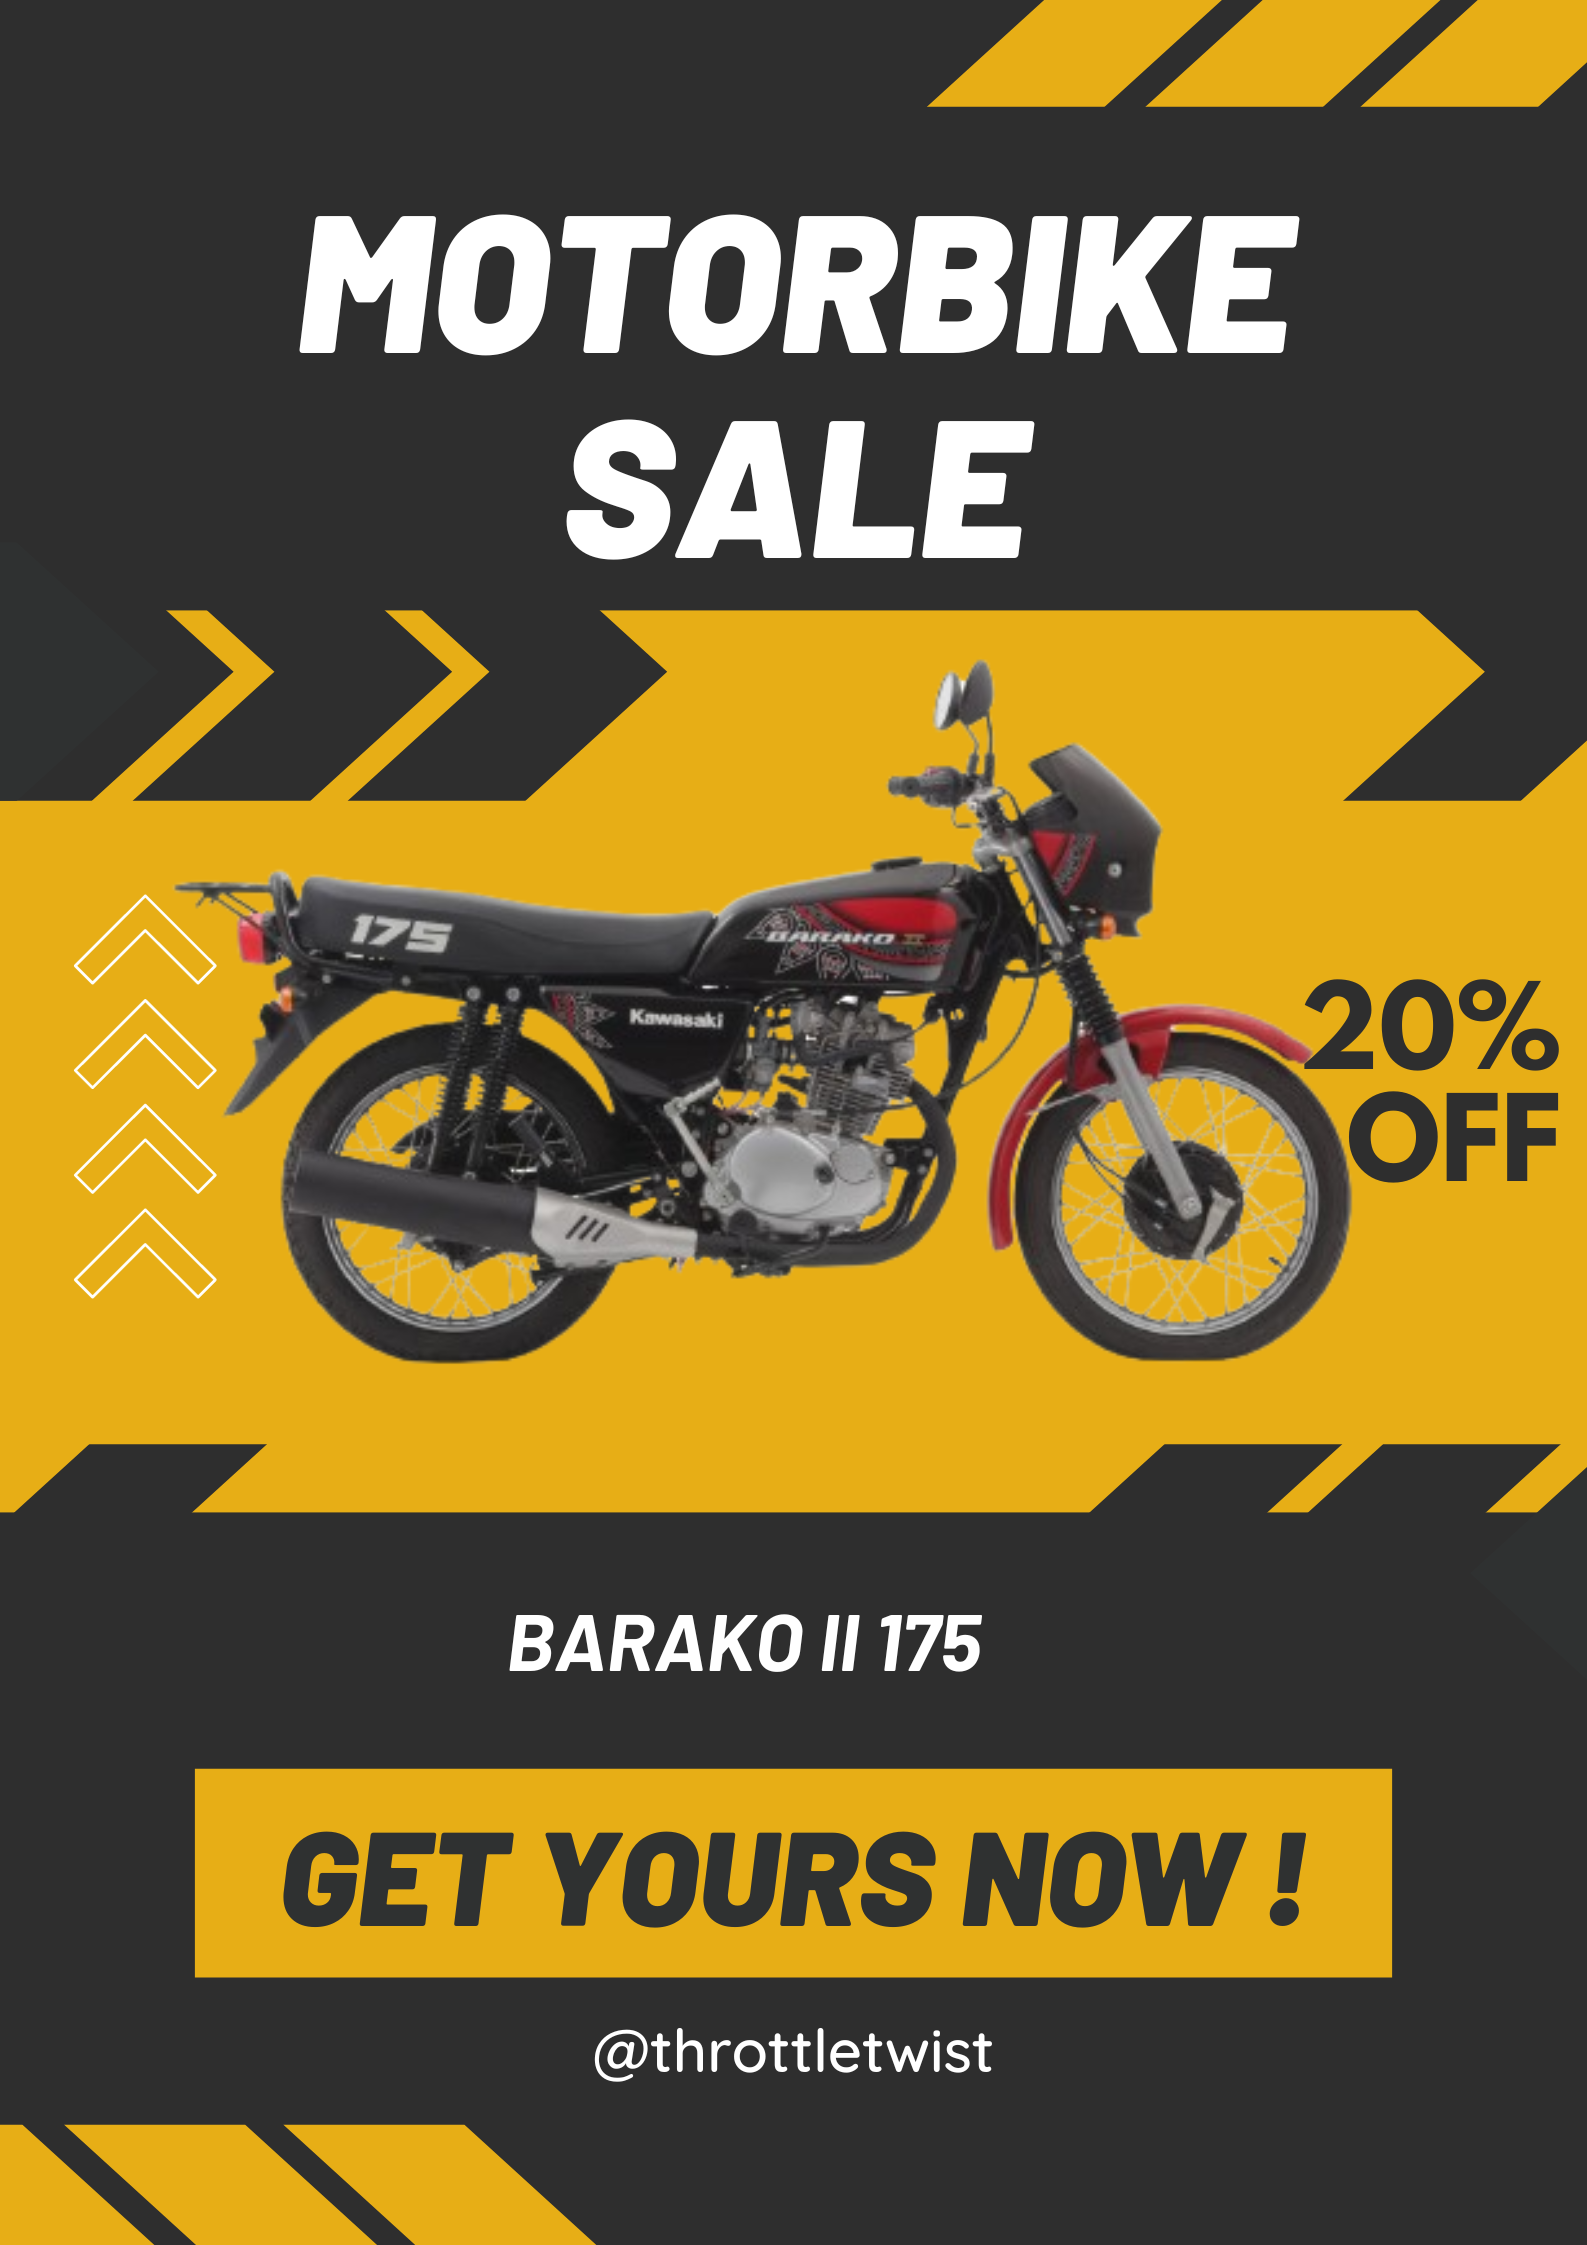 MOTORBIKE
SALE
175
BARAKO II
Kawasaki
20%
OFF
BARAKO II 175
GET YOURS NOW !
@throttletwist